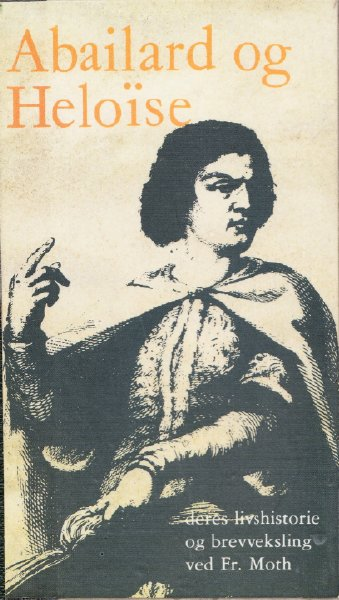 Abailard og
Heloïse
deres livshistorie
og brevveksling
ved Fr. Moth